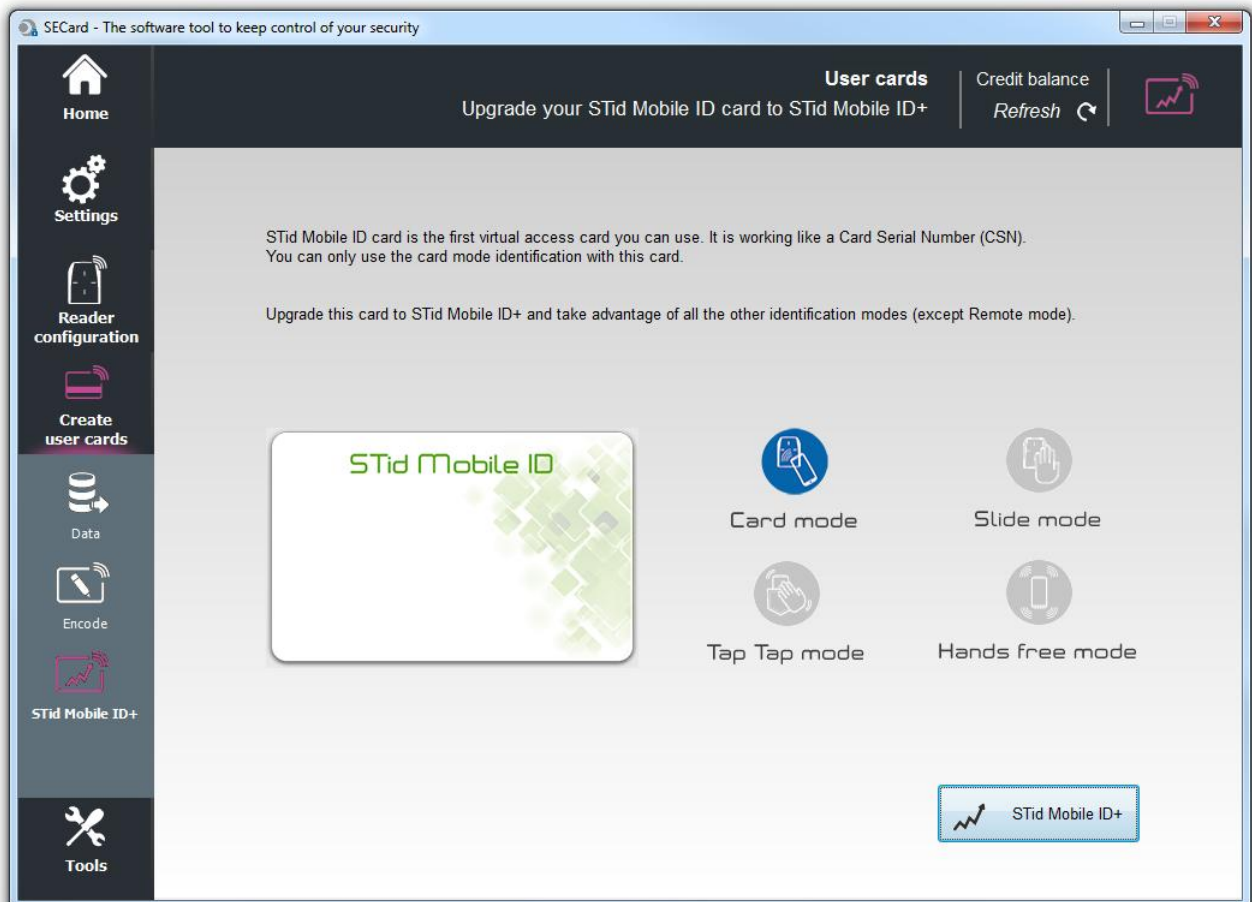 SECard - The software tool to keep control of your security
Home
User cards
Upgrade your STid Mobile ID card to STid Mobile ID+
Credit balance
Refresh
Settings
Reader
configuration
Create
user cards
Data
Encode
STid Mobile ID+
Tools
STid Mobile ID card is the first virtual access card you can use. It is working like a Card Serial Number (CSN).
You can only use the card mode identification with this card.
Upgrade this card to STid Mobile ID+ and take advantage of all the other identification modes (except Remote mode).
STid Mobile ID
Card mode
Slide mode
Tap Tap mode
Hands free mode
STid Mobile ID+